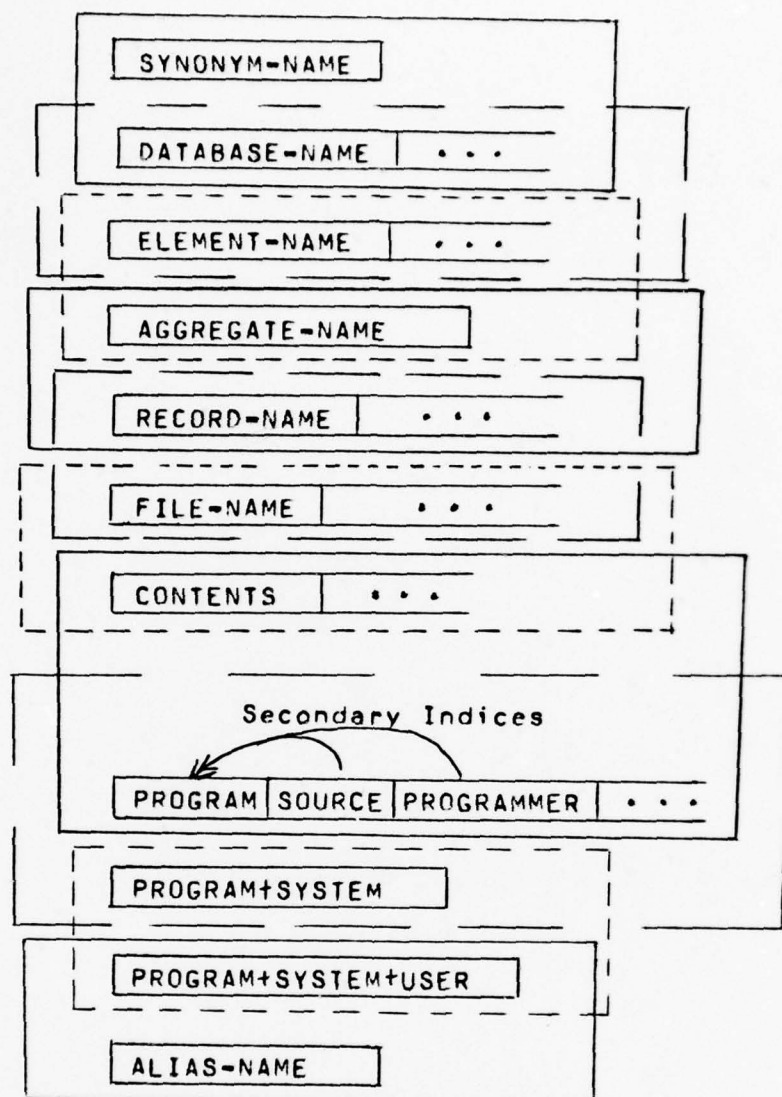 SYNONYM-NAME
DATABASE-NAME • • •
ELEMENT-NAME • • •
AGGREGATE-NAME
RECORD-NAME • • •
FILE-NAME • • •
CONTENTS • • •
Secondary Indices
PROGRAM SOURCE PROGRAMMER • • •
PROGRAM+SYSTEM
PROGRAM+SYSTEM+USER
ALIAS-NAME